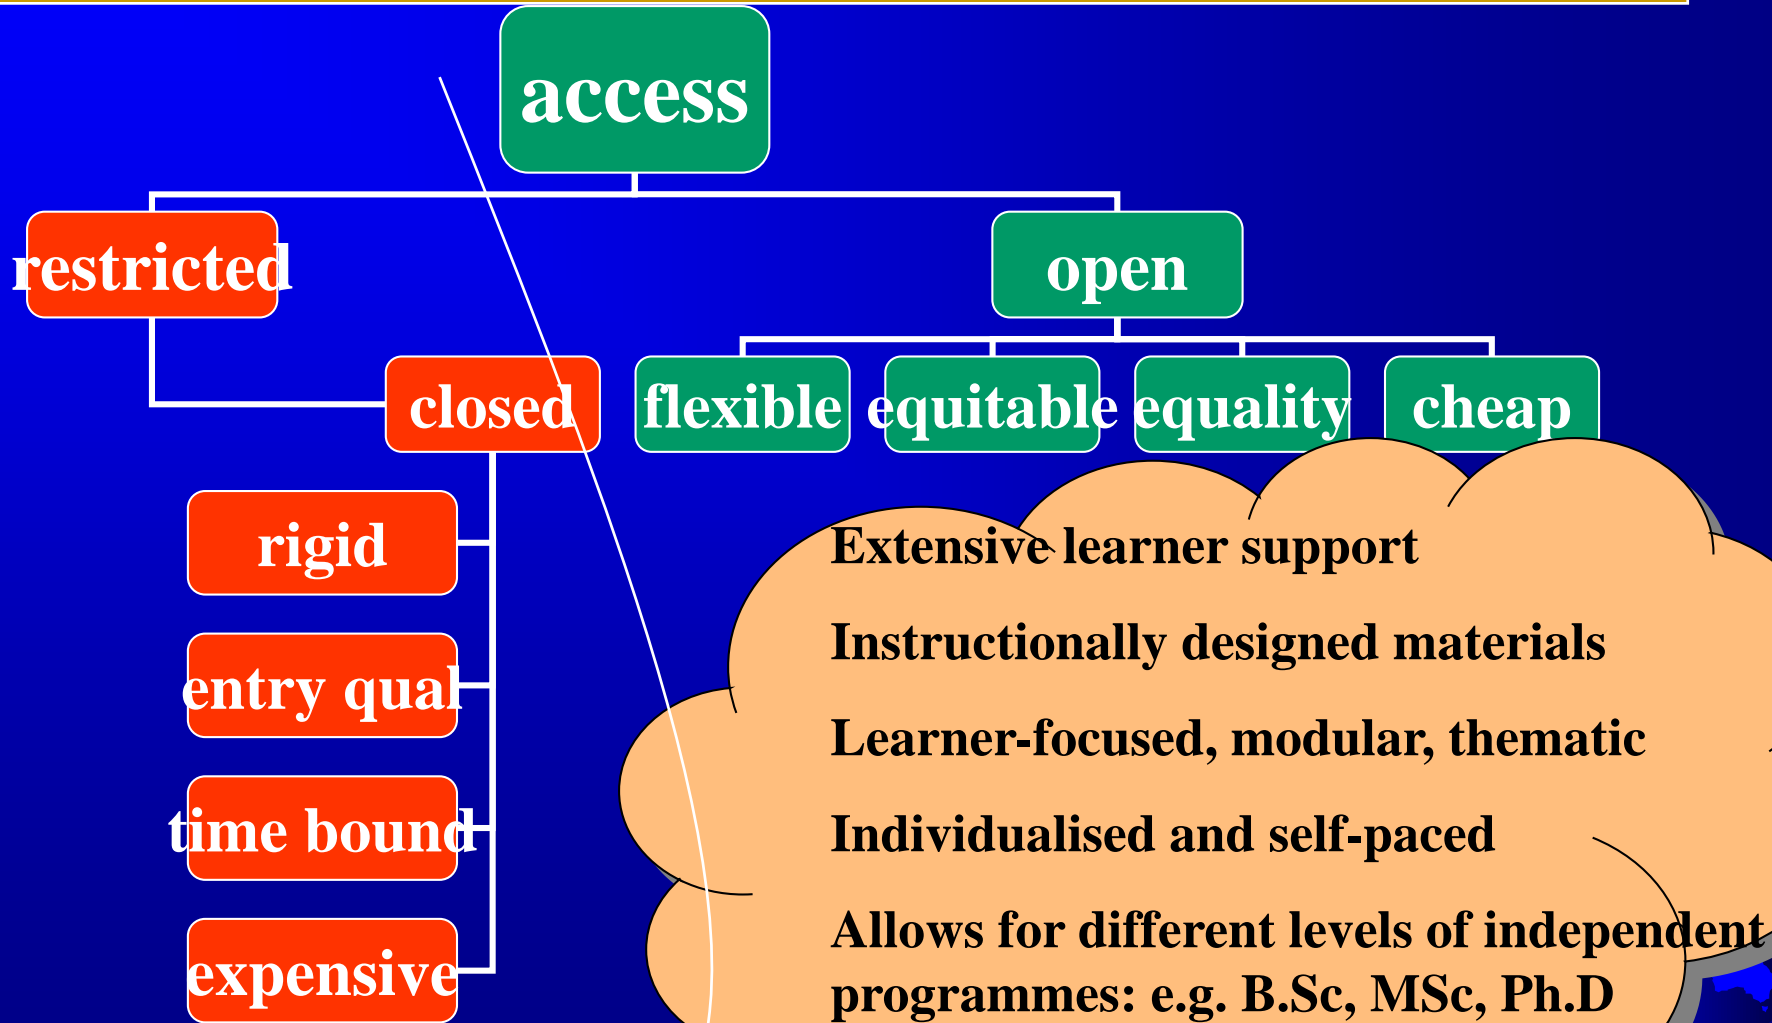 access
restricted
open
closed
flexible
equitable
equality
cheap
rigid
entry qual
time bound
expensive
Extensive learner support
Instructionally designed materials
Learner-focused, modular, thematic
Individualised and self-paced
Allows for different levels of independent
programmes: e.g. B.Sc, MSc, Ph.D